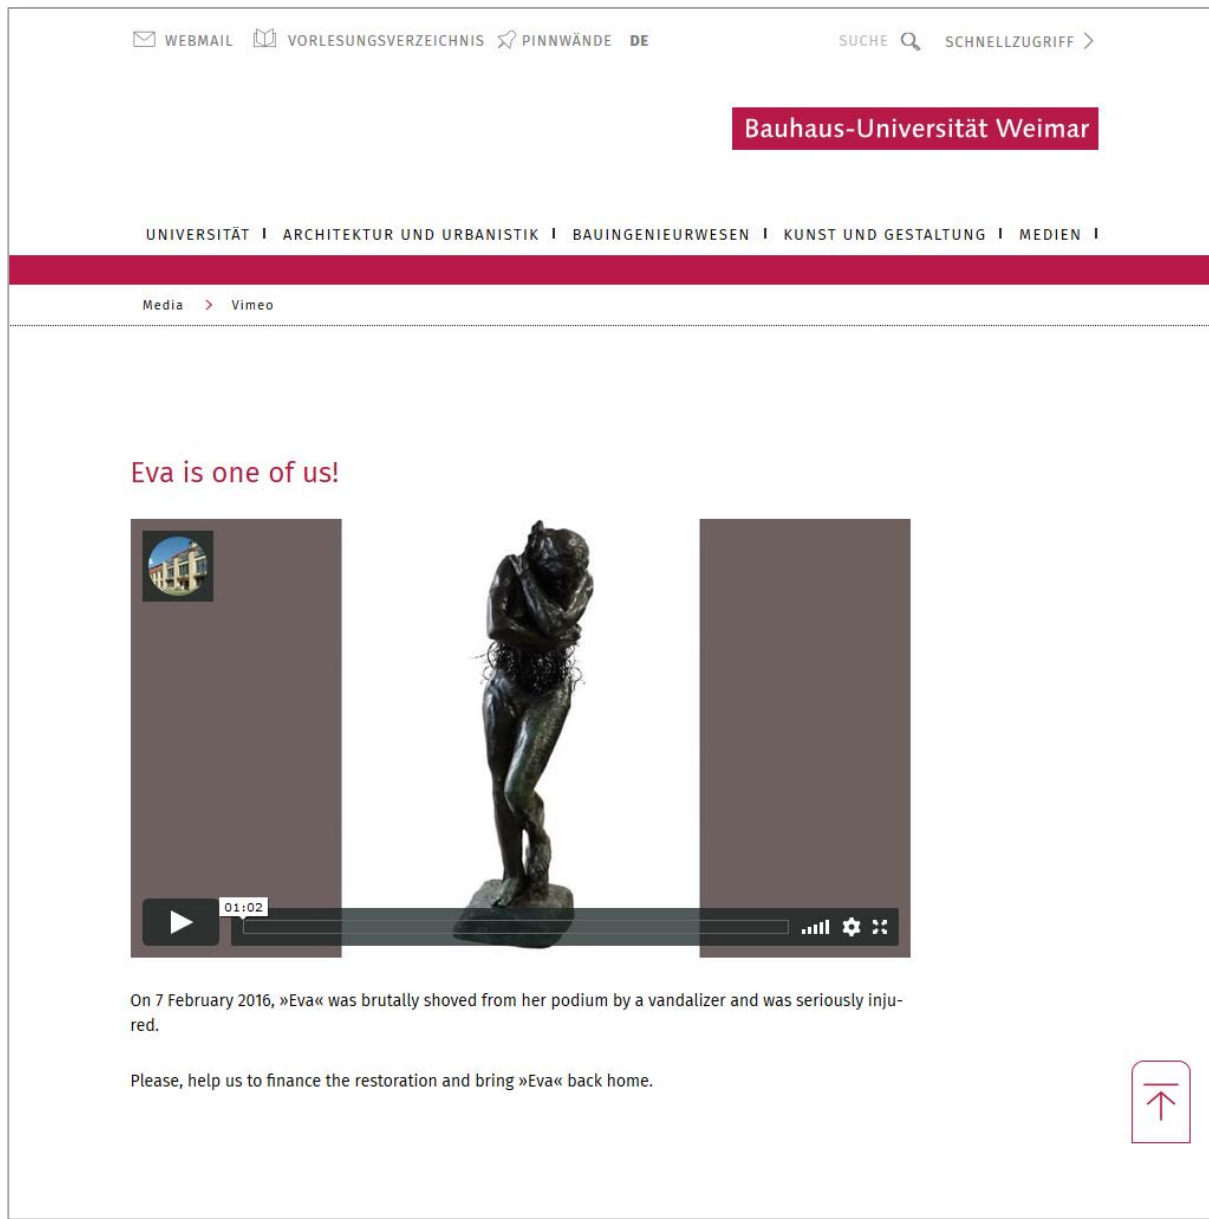 WEBMAIL VORLESUNGSVERZEICHNIS PINNWÄNDE DE SUCHE SCHNELLZUGRIFF
Bauhaus-Universität Weimar
UNIVERSITÄT I ARCHITEKTUR UND URBANISTIK I BAUINGENIEURWESEN I KUNST UND GESTALTUNG I MEDIEN I
Media > Vimeo
Eva is one of us!
01:02
On 7 February 2016, »Eva« was brutally shoved from her podium by a vandalizer and was seriously inju-
red.
Please, help us to finance the restoration and bring »Eva« back home.